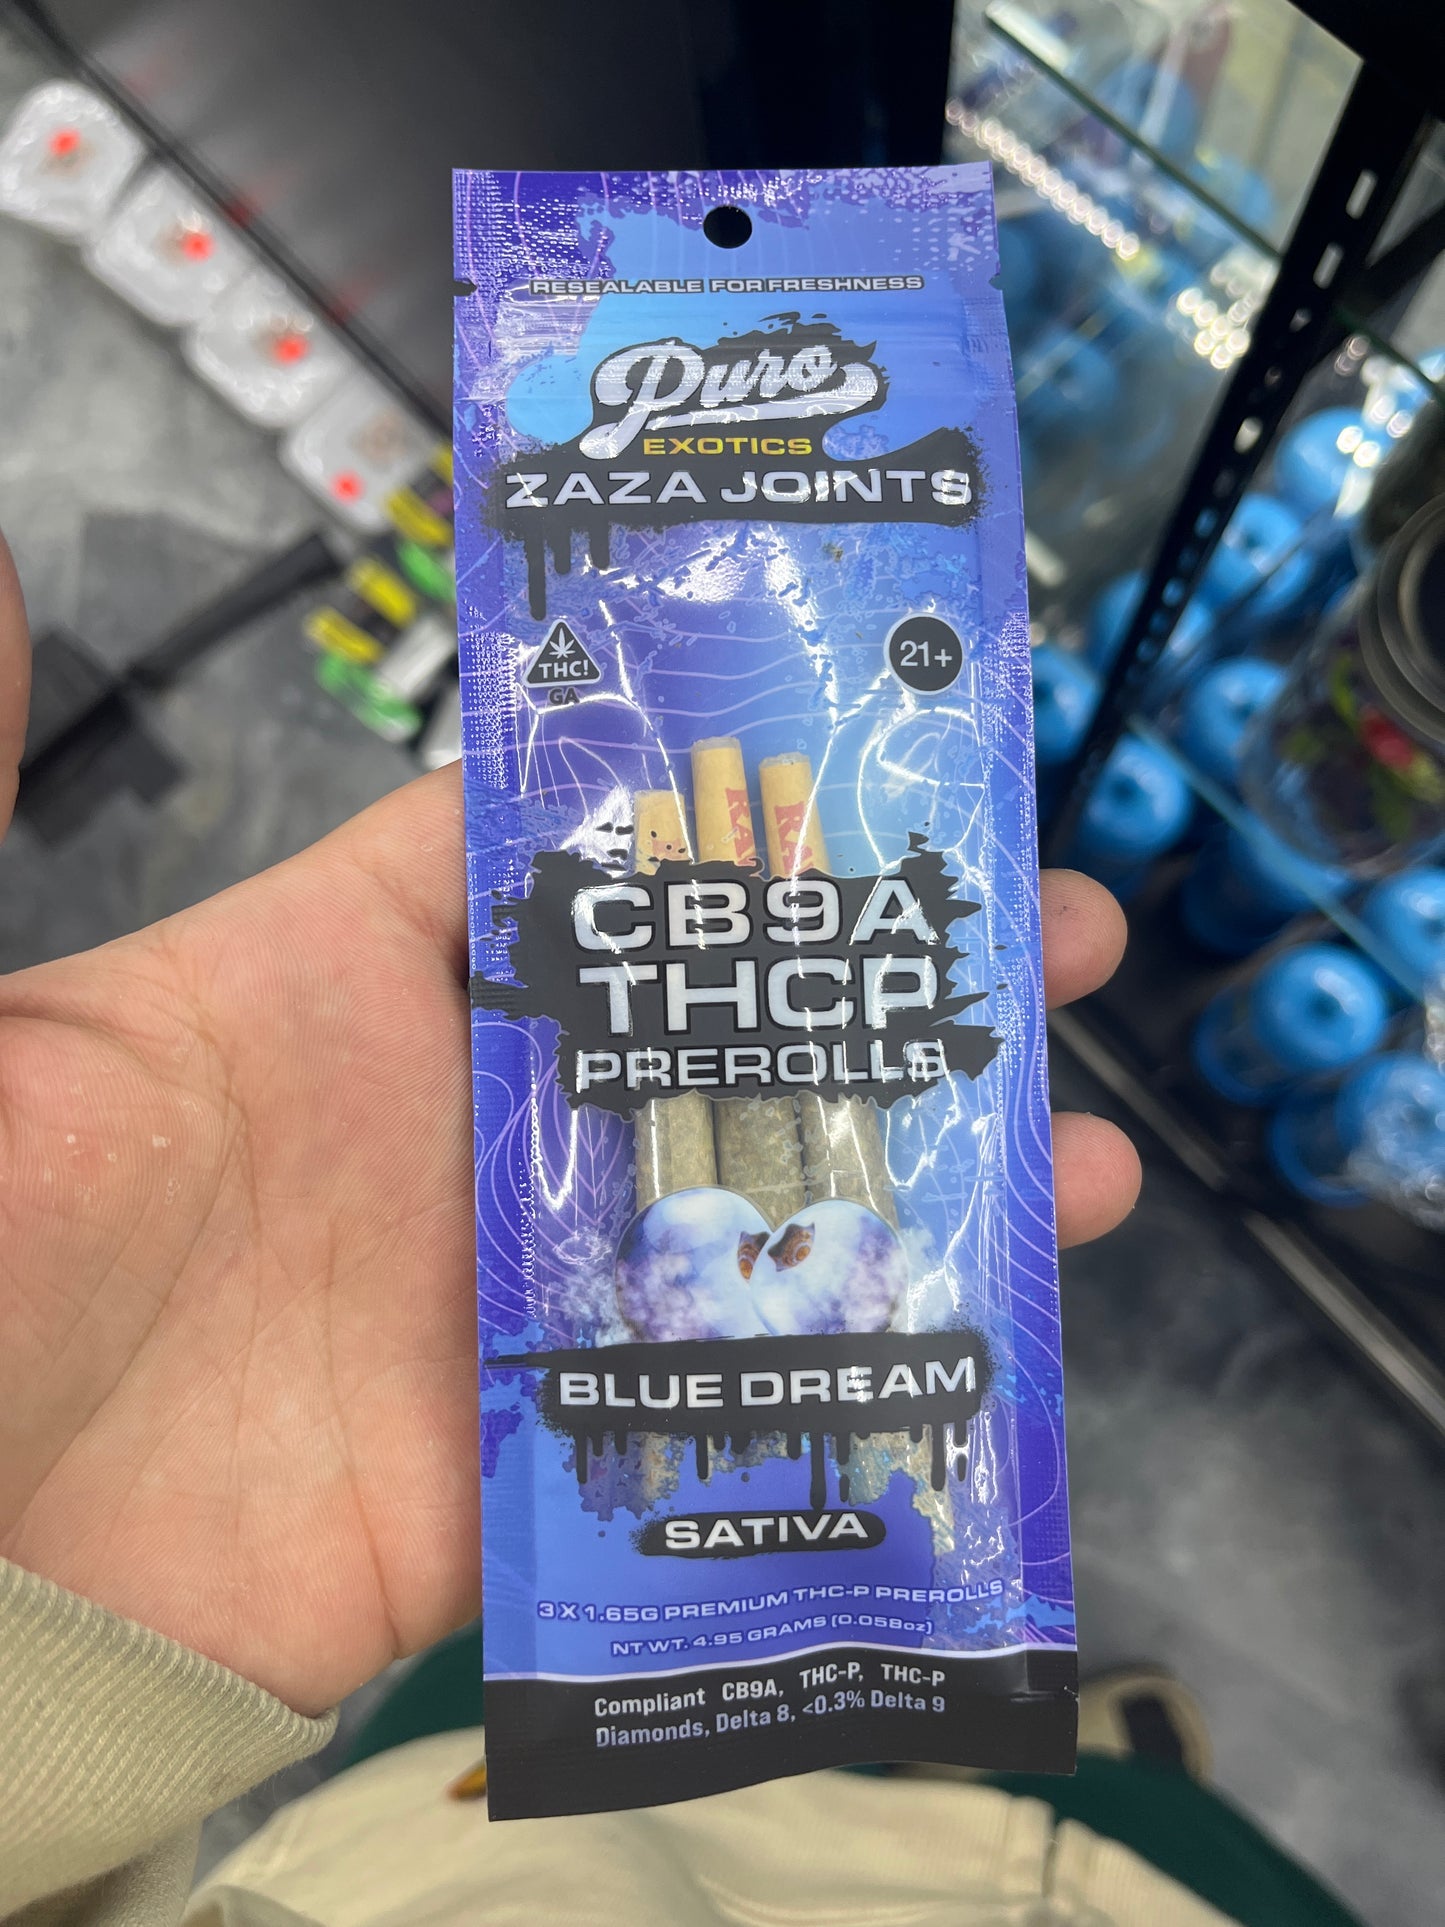 RESEALABLE FOR FRESHNESS
Puro
EXOTICS
ZAZA JOINTS
THC!
GA
21+
RA
RA
CB9A
THCP
PREROLLS
BLUE DREAM
SATIVA
3 X 1.65G PREMIUM THC-P PREROLLS
NT WT. 4.95 GRAMS (0.058oz)
Compliant CB9A, THC-P, THC-P
Diamonds, Delta 8, <0.3% Delta 9